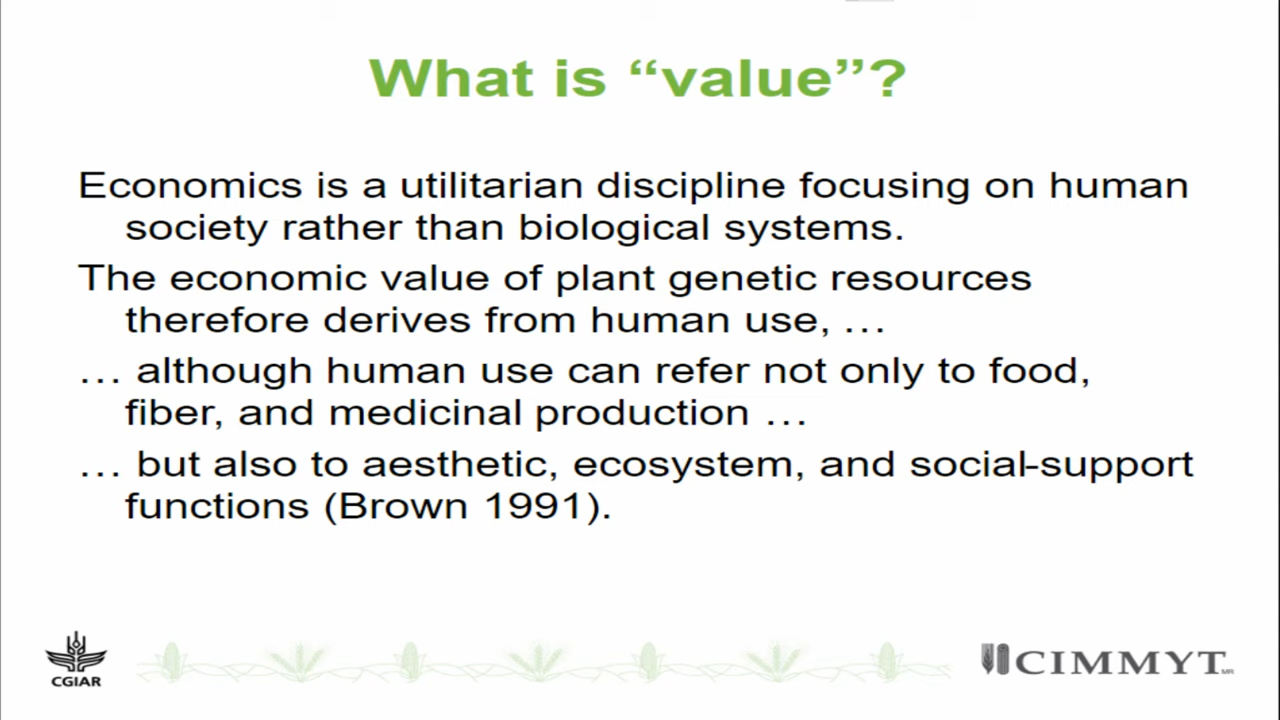 What is “value”?
Economics is a utilitarian discipline focusing on human
society rather than biological systems.
The economic value of plant genetic resources
therefore derives from human use, …
… although human use can refer not only to food,
fiber, and medicinal production …
… but also to aesthetic, ecosystem, and social-support
functions (Brown 1991).
CGIAR
CIMMYT MR